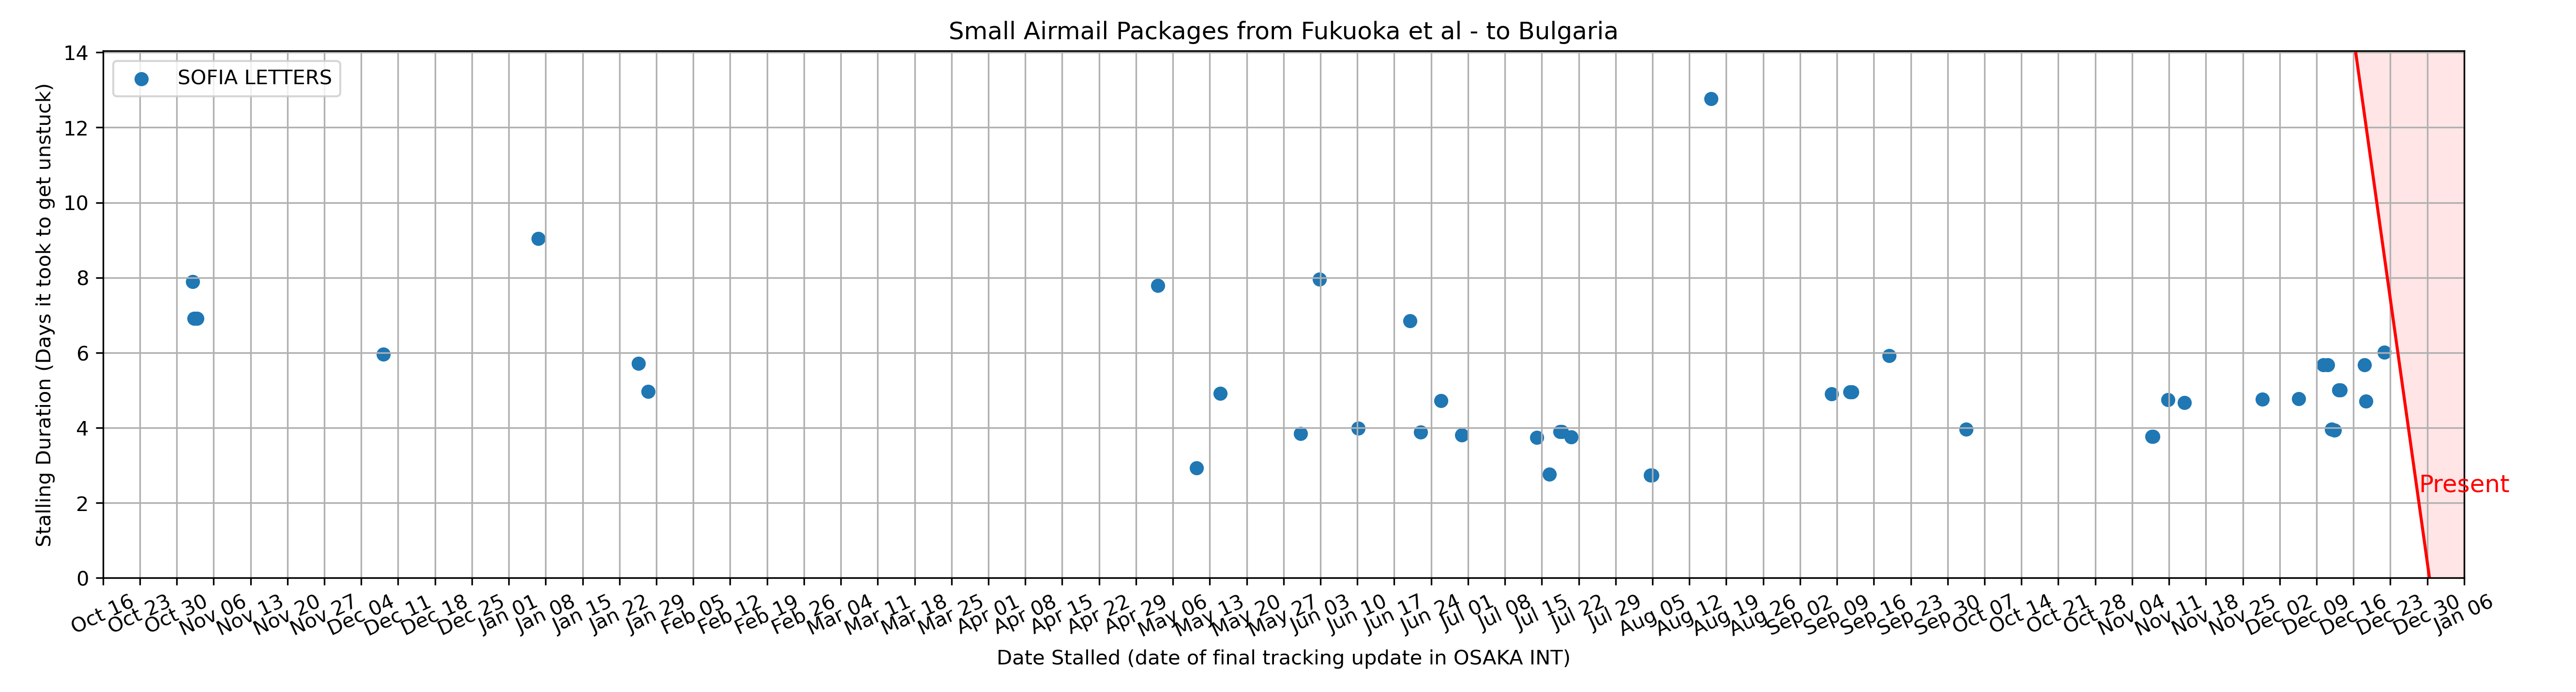 Small Airmail Packages from Fukuoka et al - to Bulgaria
SOFIA LETTERS
Stalling Duration (Days it took to get unstuck)
14
12
10
8
6
4
2
0
Present
Oct 16 Oct 23 Oct 30 Nov 06 Nov 13 Nov 20 Nov 27 Dec 04 Dec 11 Dec 18 Dec 25 Jan 01 Jan 08 Jan 15 Jan 22 Jan 29 Feb 05 Feb 12 Feb 19 Feb 26 Mar 04 Mar 11 Mar 18 Mar 25 Apr 01 Apr 08 Apr 15 Apr 22 Apr 29 May 06 May 13 May 20 May 27 Jun 03 Jun 10 Jun 17 Jun 24 Jul 01 Jul 08 Jul 15 Jul 22 Jul 29 Aug 05 Aug 12 Aug 19 Aug 26 Sep 02 Sep 09 Sep 16 Sep 23 Sep 30 Oct 07 Oct 14 Oct 21 Oct 28 Nov 04 Nov 11 Nov 18 Nov 25 Dec 02 Dec 09 Dec 16 Dec 23 Dec 30 Jan 06
Date Stalled (date of final tracking update in OSAKA INT)